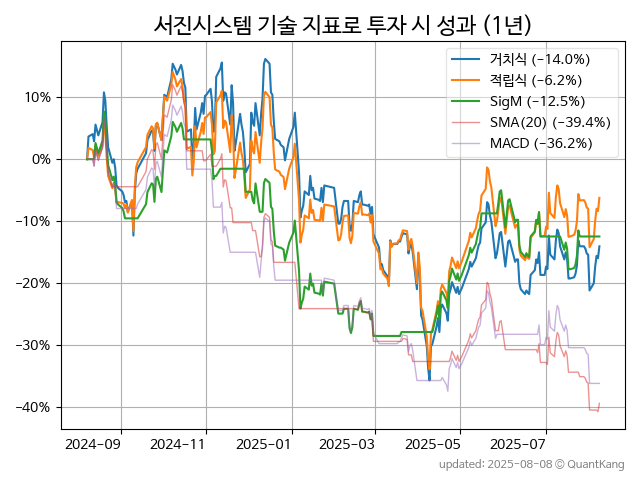 서진시스템 기술 지표로 투자 시 성과 (1년)
거치식 (−14.0%)
적립식 (−6.2%)
SigM (−12.5%)
SMA(20) (−39.4%)
MACD (−36.2%)
10%
0%
−10%
−20%
−30%
−40%
2024-09 2024-11 2025-01 2025-03 2025-05 2025-07
updated: 2025-08-08 © QuantKang